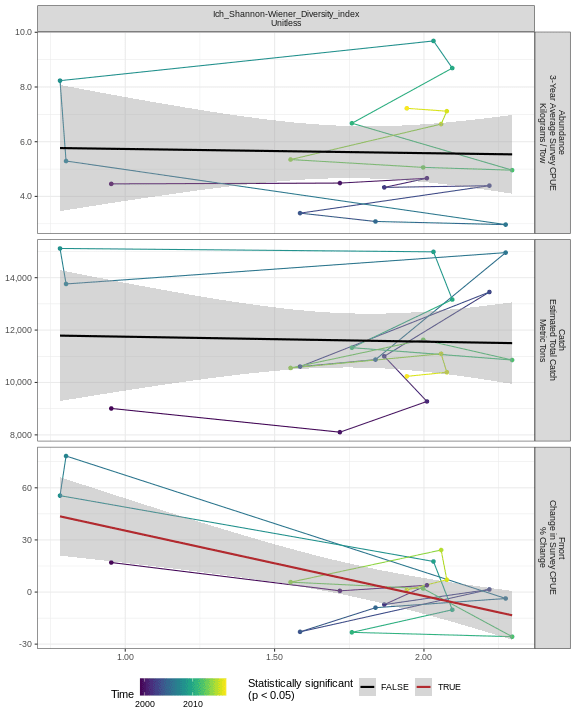 Ich_Shannon-Wiener_Diversity_index
Unitless
10.0
8.0
6.0
4.0
Abundance
3-Year Average Survey CPUE
Kilograms / Tow
14,000
12,000
10,000
8,000
Catch
Estimated Total Catch
Metric Tons
60
30
0
-30
Fmort
Change in Survey CPUE
% Change
1.00
1.50
2.00
Time
2000
2010
Statistically significant
(p < 0.05)
FALSE
TRUE